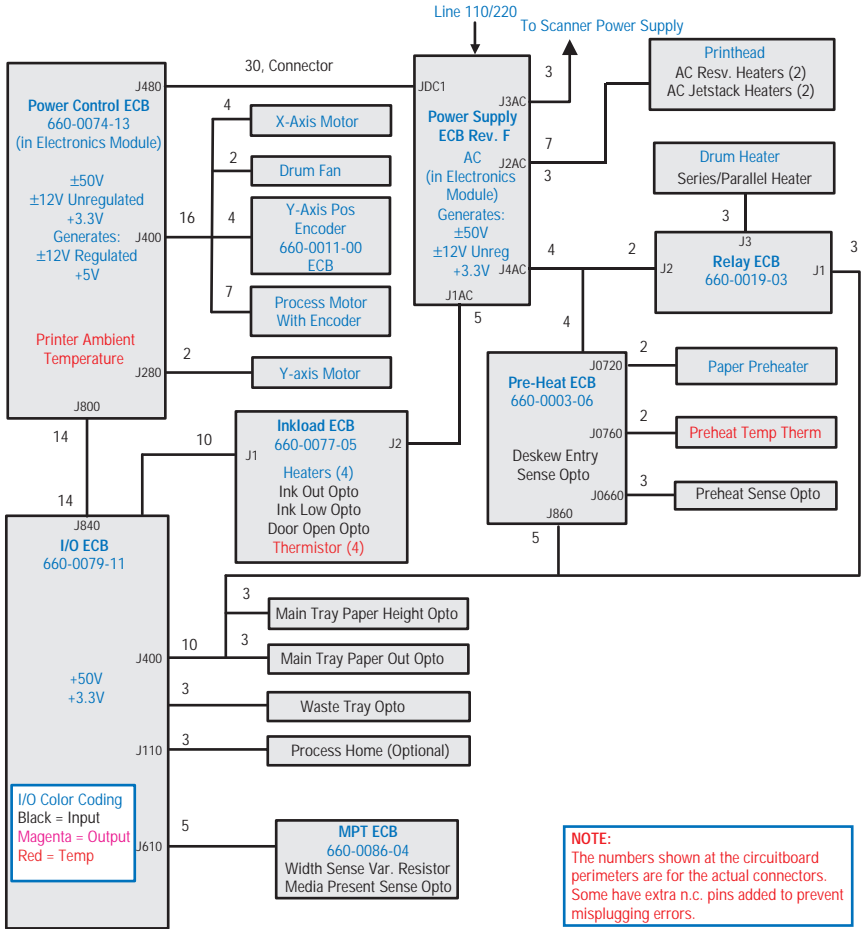 Line 110/220
To Scanner Power Supply
30, Connector
J480
Power Control ECB
660-0074-13
(in Electronics Module)
±50V
±12V Unregulated
+3.3V
Generates:
±12V Regulated
+5V
J400
16
Printer Ambient
Temperature
J280
J800
4
X-Axis Motor
2
Drum Fan
4
Y-Axis Pos
Encoder
660-0011-00
ECB
7
Process Motor
With Encoder
2
Y-axis Motor
JDC1
Power Supply
ECB Rev. F
AC
(in Electronics
Module)
Generates:
±50V
±12V Unreg
+3.3V
J3AC
J2AC
J4AC
J1AC
3
7
3
4
5
Printhead
AC Resv. Heaters (2)
AC Jetstack Heaters (2)
Drum Heater
Series/Parallel Heater
3
J3
2
J2
Relay ECB
660-0019-03
J1
3
4
Pre-Heat ECB
660-0003-06
Deskew Entry
Sense Opto
J0720
J0760
J0660
J860
2
Paper Preheater
2
Preheat Temp Therm
3
Preheat Sense Opto
5
14
14
10
J1
Inkload ECB
660-0077-05
J2
Heaters (4)
Ink Out Opto
Ink Low Opto
Door Open Opto
Thermistor (4)
J840
I/O ECB
660-0079-11
+50V
+3.3V
J400
10
3
Main Tray Paper Height Opto
3
Main Tray Paper Out Opto
3
Waste Tray Opto
J110
3
Process Home (Optional)
J610
5
MPT ECB
660-0086-04
Width Sense Var. Resistor
Media Present Sense Opto
I/O Color Coding
Black = Input
Magenta = Output
Red = Temp
NOTE:
The numbers shown at the circuitboard
perimeters are for the actual connectors.
Some have extra n.c. pins added to prevent
misplugging errors.